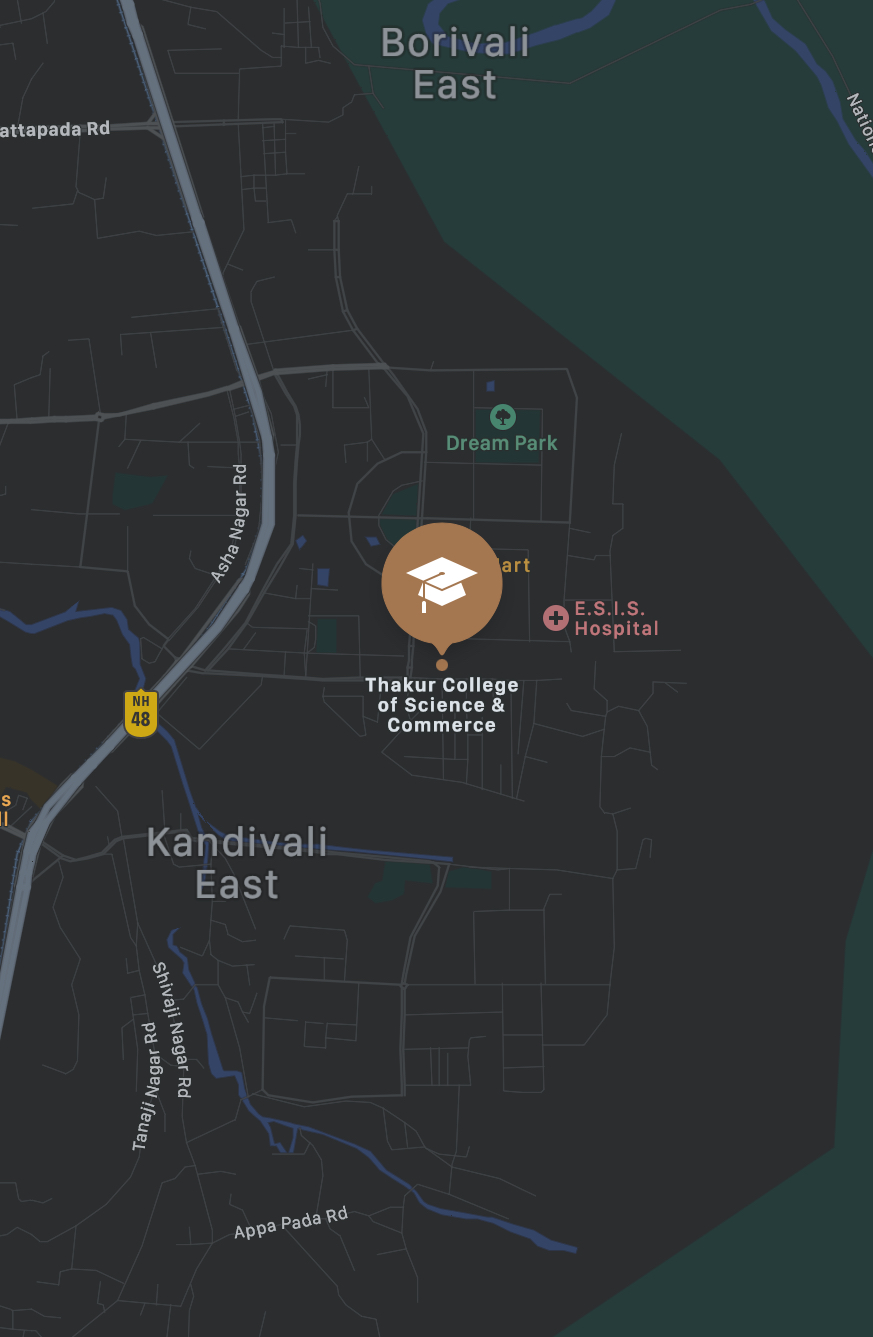 Borivali
East
attapada Rd
Nation
Dream Park
Asha Nagar Rd
art
E.S.I.S.
Hospital
Thakur College
of Science &
Commerce
NH
48
s
ll
Kandivali
East
Shivaji Nagar Rd
Tanaji Nagar Rd
Appa Pada Rd